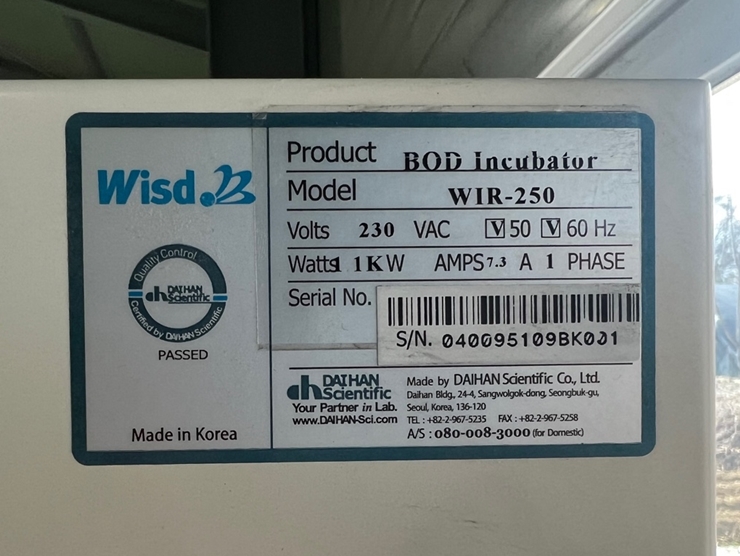 Wisd.
Quality Control
DAIHAN
Scientific
Certified by DAIHAN Scientific
PASSED
Made in Korea
Product BOD Incubator
Model WIR-250
Volts 230 VAC V 50 V 60 Hz
Watts 1 1KW AMPS 7.3 A 1 PHASE
Serial No.
S/N. 040095109BK001
DAIHAN
Scientific
Your Partner in Lab.
www.DAIHAN-Sci.com
Made by DAIHAN Scientific Co., Ltd.
Daihan Bldg., 24-4, Sangwolgok-dong, Seongbuk-gu,
Seoul, Korea, 136-120
TEL : +82-2-967-5235 FAX : +82-2-967-5258
A/S : 080-008-3000 (for Domestic)